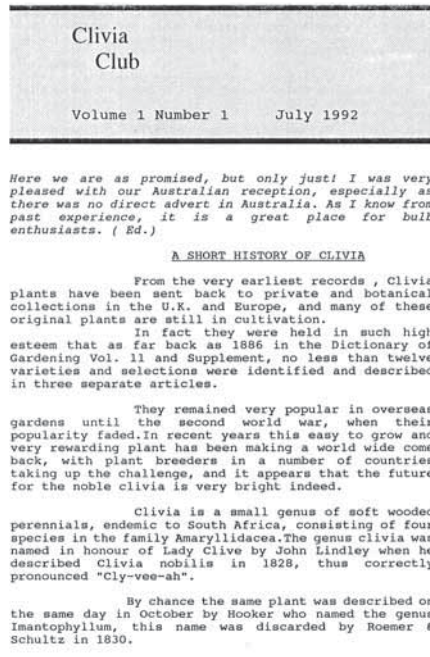 Clivia
Club
Volume 1 Number 1 July 1992
Here we are as promised, but only just! I was very
pleased with our Australian reception, especially as
there was no direct advert in Australia. As I know from
past experience, it is a great place for bulb
enthusiasts. ( Ed.)
A SHORT HISTORY OF CLIVIA
From the very earliest records , Clivia
plants have been sent back to private and botanical
collections in the U.K. and Europe, and many of these
original plants are still in cultivation.
In fact they were held in such high
esteem that as far back as 1886 in the Dictionary of
Gardening Vol. 11 and Supplement, no less than twelve
varieties and selections were identified and described
in three separate articles.
They remained very popular in overseas
gardens until the second world war, when their
popularity faded.In recent years this easy to grow and
very rewarding plant has been making a world wide come
back, with plant breeders in a number of countries
taking up the challenge, and it appears that the future
for the noble clivia is very bright indeed.
Clivia is a small genus of soft wooded
perennials, endemic to South Africa, consisting of four
species in the family Amaryllidacea.The genus clivia was
named in honour of Lady Clive by John Lindley when he
described Clivia nobilis in 1828, thus correctly
pronounced "Cly-vee-ah".
By chance the same plant was described on
the same day in October by Hooker who named the genus
Imantophyllum, this name was discarded by Roemer &
Schultz in 1830.